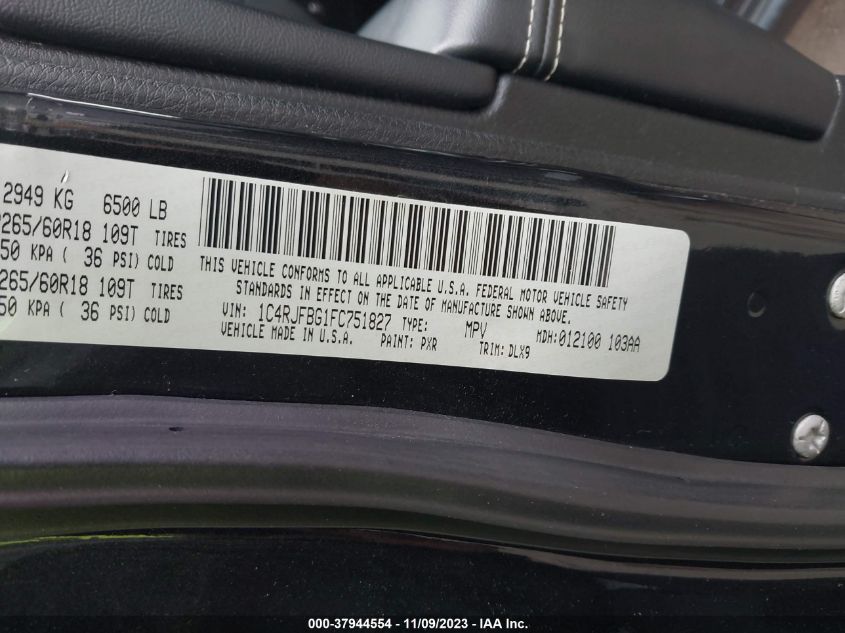 2949 KG 6500 LB
265/60R18 109T TIRES
50 KPA ( 36 PSI) COLD
265/60R18 109T TIRES
50 KPA ( 36 PSI) COLD
THIS VEHICLE CONFORMS TO ALL APPLICABLE U.S.A. FEDERAL MOTOR VEHICLE SAFETY
STANDARDS IN EFFECT ON THE DATE OF MANUFACTURE SHOWN ABOVE.
VIN: 1C4RJFBG1FC751827 TYPE: MPV MDH:012100 103AA
VEHICLE MADE IN U.S.A. PAINT: PXR TRIM: DLX9
000-37944554 | 11/09/2023 - Copyright © IAA, Inc.